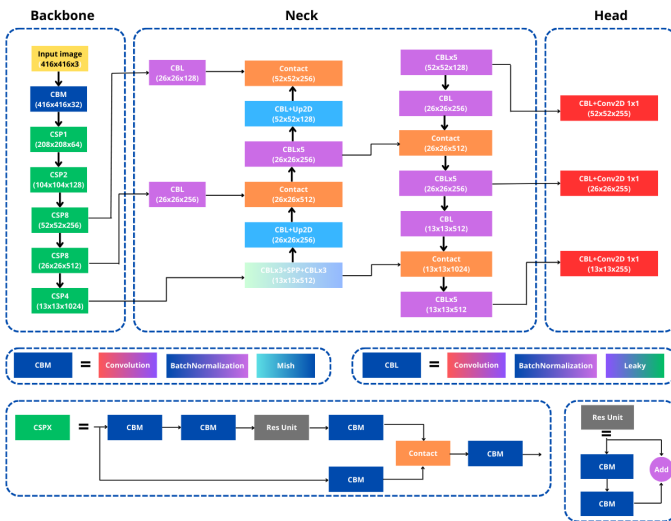 Backbone
Neck
Head
Input image
416x416x3
CBM
(416x416x32)
CSP1
(208x208x64)
CSP2
(104x104x128)
CSP8
(52x52x256)
CSP8
(26x26x512)
CSP4
(13x13x1024)
CBL
(26x26x128)
CBL
(26x26x256)
Contact
(52x52x256)
CBL+Up2D
(52x52x128)
CBLx5
(26x26x256)
Contact
(26x26x512)
CBL+Up2D
(26x26x256)
CBLx3+SPP+CBLx3
(13x13x512)
CBLx5
(52x52x128)
CBL
(26x26x256)
Contact
(26x26x512)
CBLx5
(26x26x256)
CBL
(13x13x512)
Contact
(13x13x1024)
CBLx5
(13x13x512
CBL+Conv2D 1x1
(52x52x255)
CBL+Conv2D 1x1
(26x26x255)
CBL+Conv2D 1x1
(13x13x255)
CBM = Convolution BatchNormalization Mish
CBL = Convolution BatchNormalization Leaky
CSPX = CBM CBM Res Unit CBM
Contact CBM
CBM
Res Unit
=
CBM Add
CBM